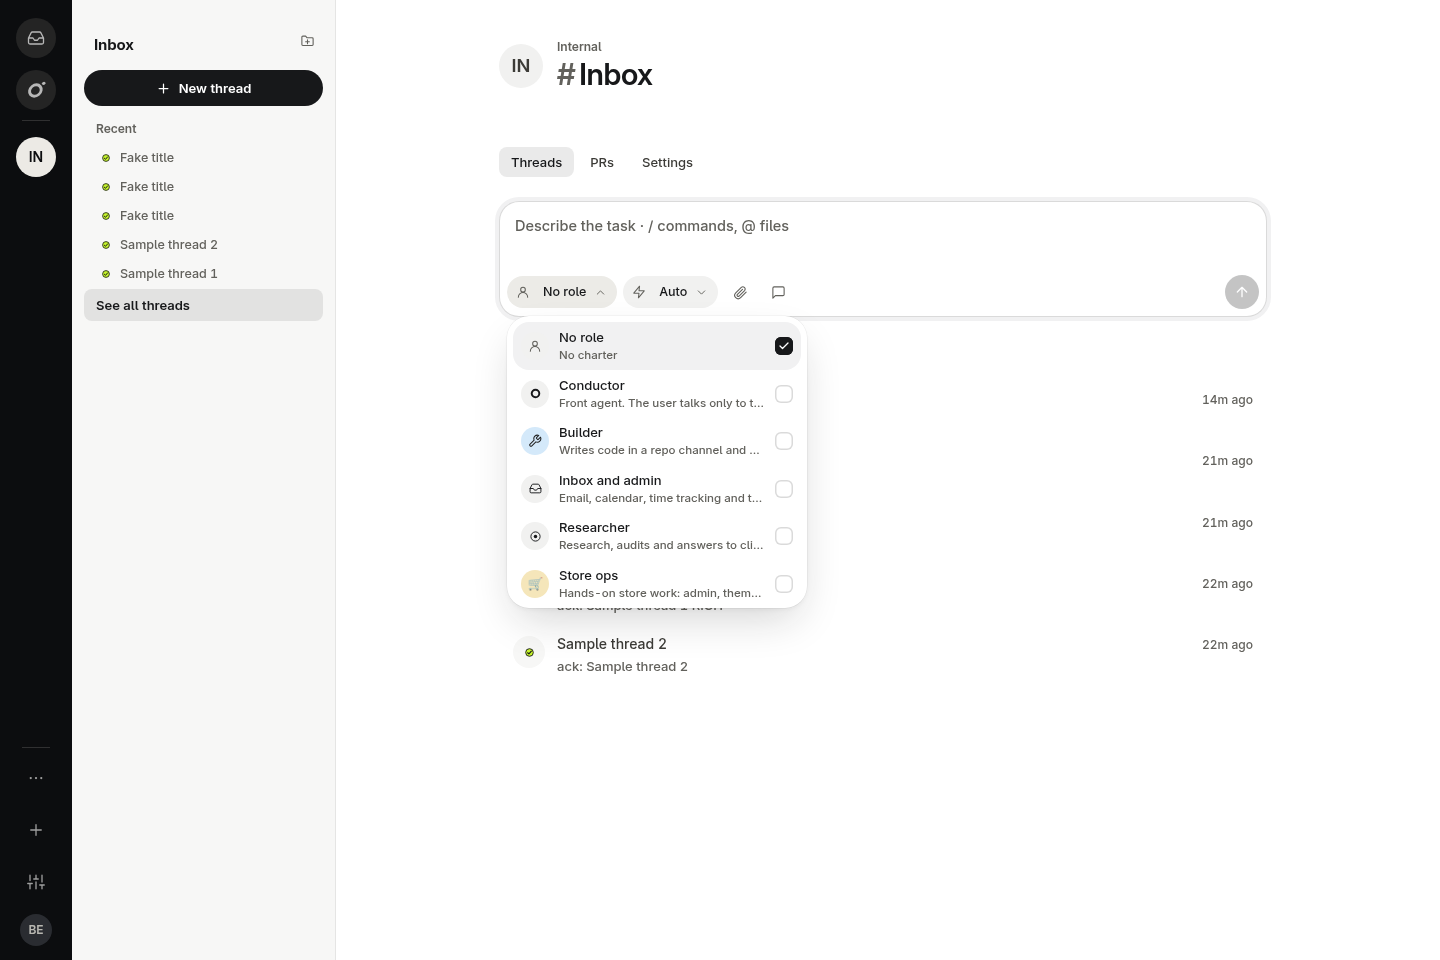 Inbox
New thread
Recent
IN
Fake title
Fake title
Fake title
Sample thread 2
Sample thread 1
See all threads
BE
IN
Internal
#Inbox
Threads PRs Settings
Describe the task · / commands, @ files
No role Auto
No role
No charter
Conductor
Front agent. The user talks only to t...
Builder
Writes code in a repo channel and ...
Inbox and admin
Email, calendar, time tracking and t...
Researcher
Research, audits and answers to cli...
Store ops
Hands-on store work: admin, them...
14m ago
21m ago
21m ago
22m ago
ack: Sample thread 1
Sample thread 2
22m ago
ack: Sample thread 2